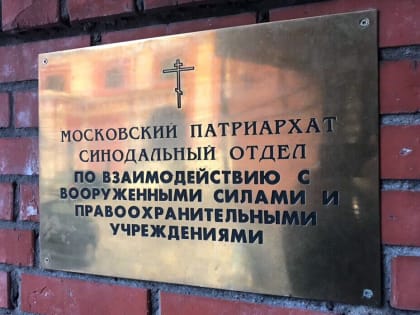 МОСКОВСКИЙ ПАТРИАРХАТ
СИНОДАЛЬНЫЙ ОТДЕЛ
ПО ВЗАИМОДЕЙСТВИЮ С
ВООРУЖЕННЫМИ СИЛАМИ И
ПРАВООХРАНИТЕЛЬНЫМИ
УЧРЕЖДЕНИЯМИ